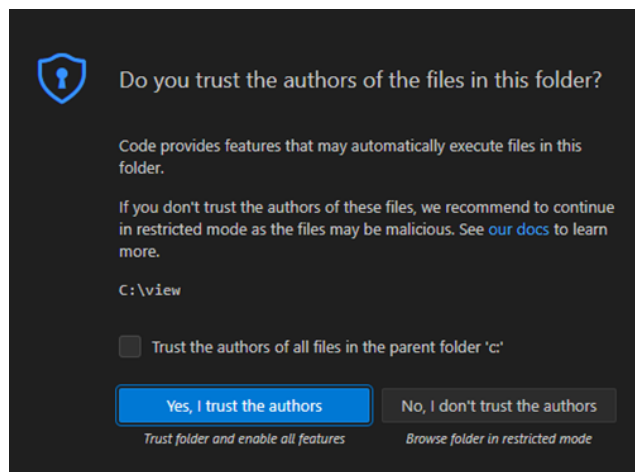 Do you trust the authors of the files in this folder?
Code provides features that may automatically execute files in this
folder.
If you don't trust the authors of these files, we recommend to continue
in restricted mode as the files may be malicious. See our docs to learn
more.
C:\view
Trust the authors of all files in the parent folder 'c:'
Yes, I trust the authors
No, I don't trust the authors
Trust folder and enable all features
Browse folder in restricted mode